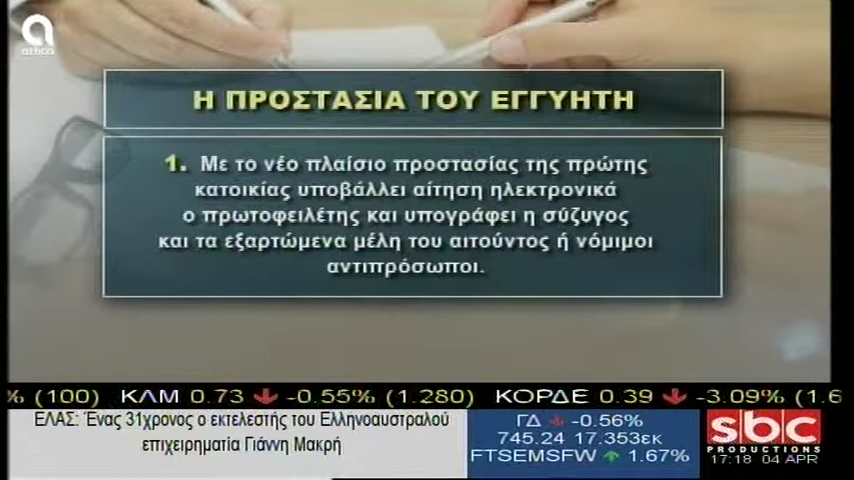 attica
Η ΠΡΟΣΤΑΣΙΑ ΤΟΥ ΕΓΓΥΗΤΗ
1. Με το νέο πλαίσιο προστασίας της πρώτης
κατοικίας υποβάλλει αίτηση ηλεκτρονικά
ο πρωτοφειλέτης και υπογράφει η σύζυγος
και τα εξαρτώμενα μέλη του αιτούντος ή νόμιμοι
αντιπρόσωποι.
% (100) ΚΛΜ 0.73 -0.55% (1.280) ΚΟΡΔΕ 0.39 -3.09% (1.6
ΕΛΑΣ: Ένας 31χρονος ο εκτελεστής του Ελληνοαυστραλού
επιχειρηματία Γιάννη Μακρή
ΓΔ -0.56%
745.24 17.353εκ
FTSEMSFW 1.67%
sbc
PRODUCTIONS
17:18 04 APR